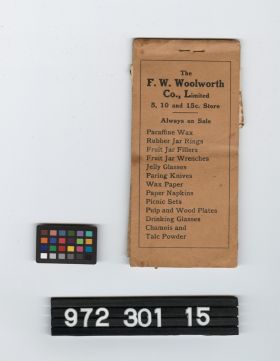 The
F. W. Woolworth
Co., Limited
5, 10 and 15c. Store
Always on Sale
Paraffine Wax
Rubber Jar Rings
Fruit Jar Fillers
Fruit Jar Wrenches
Jelly Glasses
Paring Knives
Wax Paper
Paper Napkins
Picnic Sets
Pulp and Wood Plates
Drinking Glasses
Chamois and
Talc Powder
972 301 15